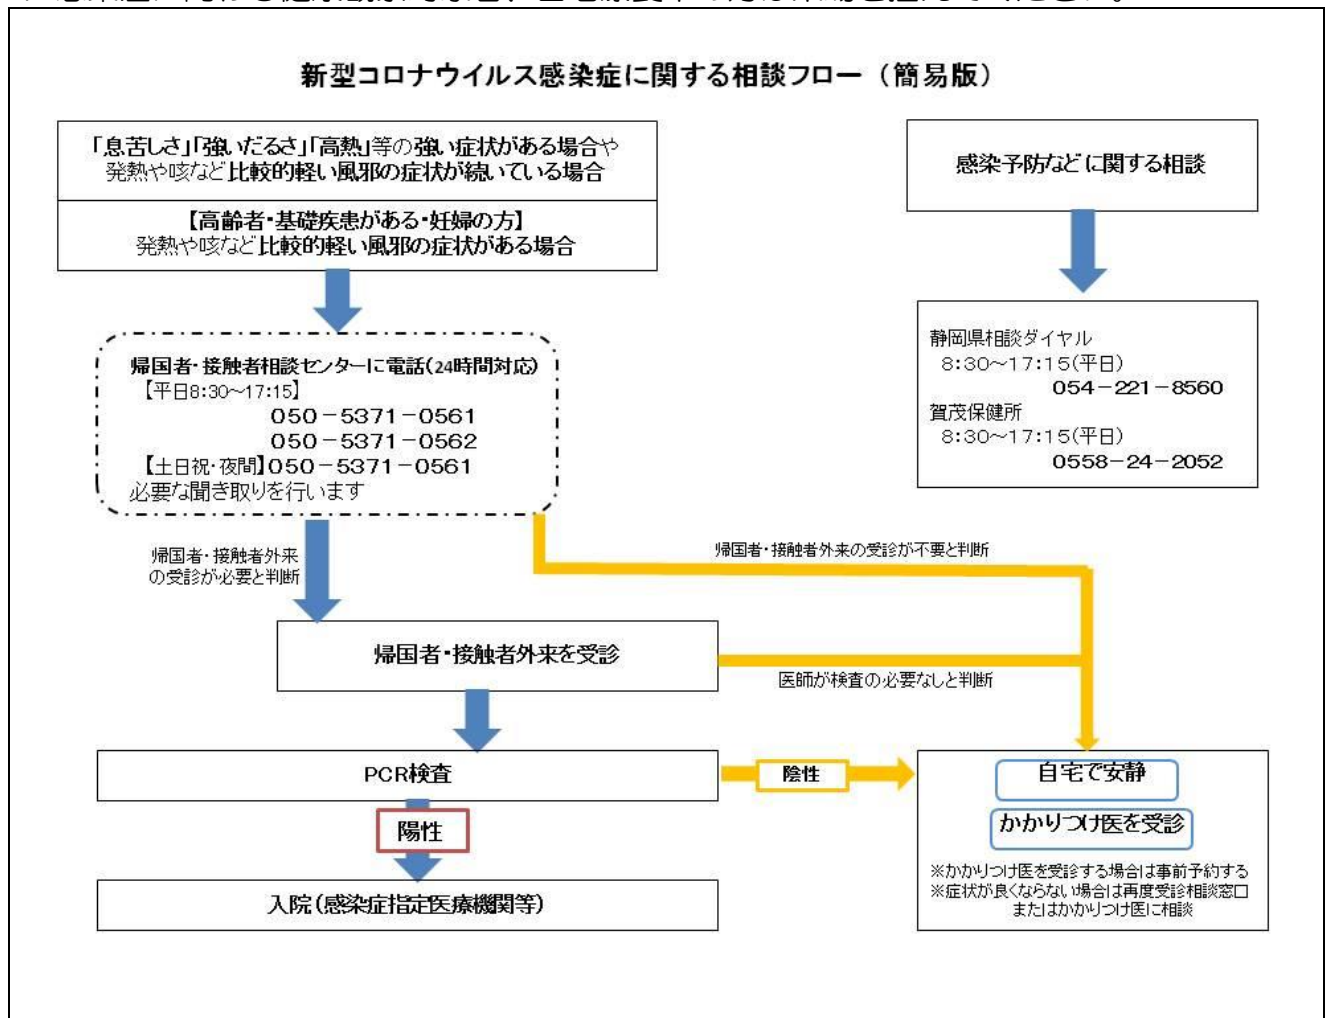 新型コロナウイルス感染症に関する相談フロー（簡易版）
「息苦しさ」「強いだるさ」「高熱」等の強い症状がある場合や
発熱や咳など比較的軽い風邪の症状が続いている場合
【高齢者・基礎疾患がある・妊婦の方】
発熱や咳など比較的軽い風邪の症状がある場合
感染予防などに関する相談
帰国者・接触者相談センターに電話（24時間対応）
【平日8：30～17：15】
050－5371－0561
050－5371－0562
【土日祝・夜間】050－5371－0561
必要な聞き取りを行います
静岡県相談ダイヤル
8：30～17：15（平日）
054－221－8560
賀茂保健所
8：30～17：15（平日）
0558－24－2052
帰国者・接触者外来
の受診が必要と判断
帰国者・接触者外来の受診が不要と判断
帰国者・接触者外来を受診
医師が検査の必要なしと判断
PCR検査
陰性
陽性
入院（感染症指定医療機関等）
自宅で安静
かかりつけ医を受診
※かかりつけ医を受診する場合は事前予約する
※症状が良くならない場合は再度受診相談窓口
またはかかりつけ医に相談